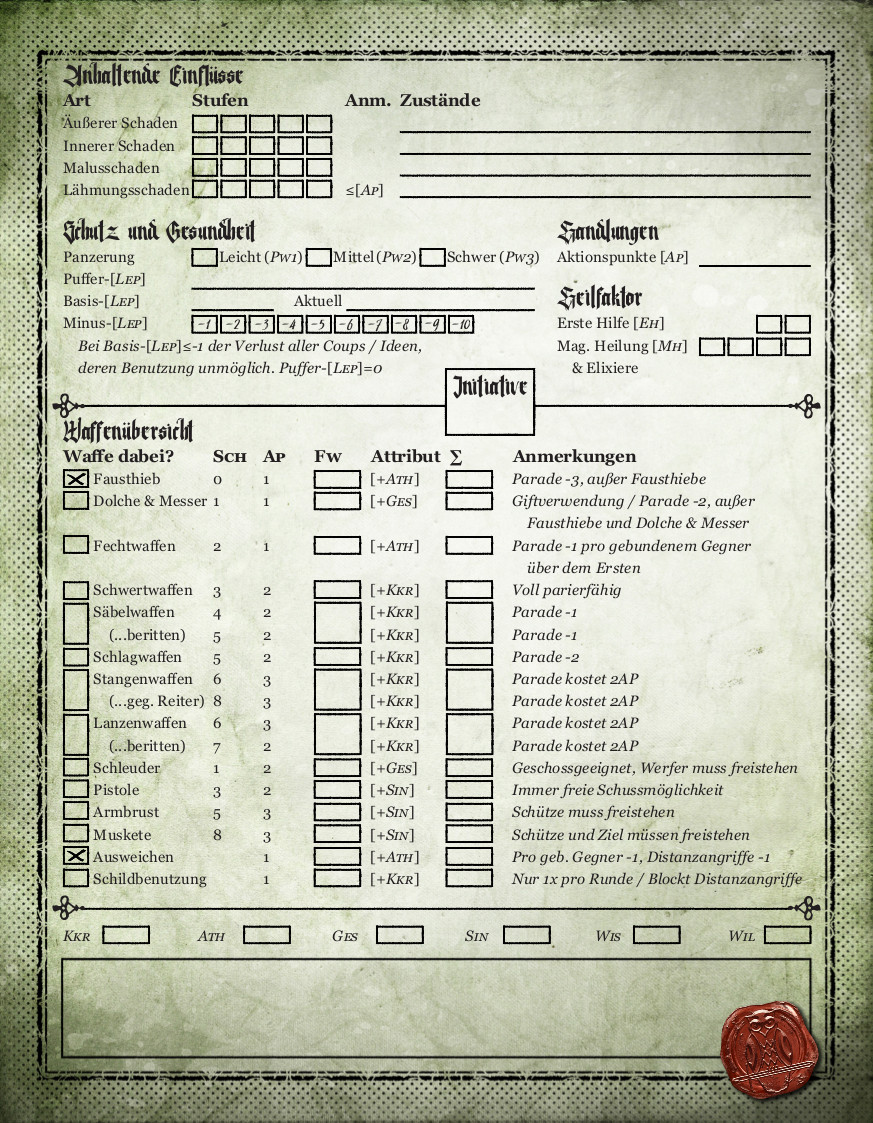 Anhaltende Einflüsse
Art Stufen Anm. Zustände
Äußerer Schaden
Innerer Schaden
Malusschaden
Lähmungsschaden ≤[AP]
Schutz und Gesundheit
Panzerung Leicht (PW1) Mittel (PW2) Schwer (PW3)
Puffer-[LEP]
Basis-[LEP] Aktuell
Minus-[LEP] -1 -2 -3 -4 -5 -6 -7 -8 -9 -10
Bei Basis-[LEP]≤-1 der Verlust aller Coups / Ideen,
deren Benutzung unmöglich. Puffer-[LEP]=0
Handlungen
Aktionspunkte [AP]
Heilfaktor
Erste Hilfe [EH]
Mag. Heilung [MH]
& Elixiere
Initiative
Waffenübersicht
Waffe dabei? SCH AP FW Attribut ∑ Anmerkungen
Fausthieb 0 1 [+ATH] Parade -3, außer Fausthiebe
Dolche & Messer 1 1 [+GES] Giftverwendung / Parade -2, außer
Fausthiebe und Dolche & Messer
Fechtwaffen 2 1 [+ATH] Parade -1 pro gebundenem Gegner
über dem Ersten
Schwertwaffen 3 2 [+KKR] Voll parierfähig
Säbelwaffen 4 2 [+KKR] Parade -1
(...beritten) 5 2 [+KKR] Parade -1
Schlagwaffen 5 2 [+KKR] Parade -2
Stangenwaffen 6 3 [+KKR] Parade kostet 2AP
(...geg. Reiter) 8 3 [+KKR] Parade kostet 2AP
Lanzenwaffen 6 3 [+KKR] Parade kostet 2AP
(...beritten) 7 2 [+KKR] Parade kostet 2AP
Schleuder 1 2 [+GES] Geschossgeeignet, Werfer muss freistehen
Pistole 3 2 [+SIN] Immer freie Schussmöglichkeit
Armbrust 5 3 [+SIN] Schütze muss freistehen
Muskete 8 3 [+SIN] Schütze und Ziel müssen freistehen
Ausweichen 1 [+ATH] Pro geb. Gegner -1, Distanzangriffe -1
Schildbenutzung 1 [+KKR] Nur 1x pro Runde / Blockt Distanzangriffe
KKR ATH GES SIN WIS WIL